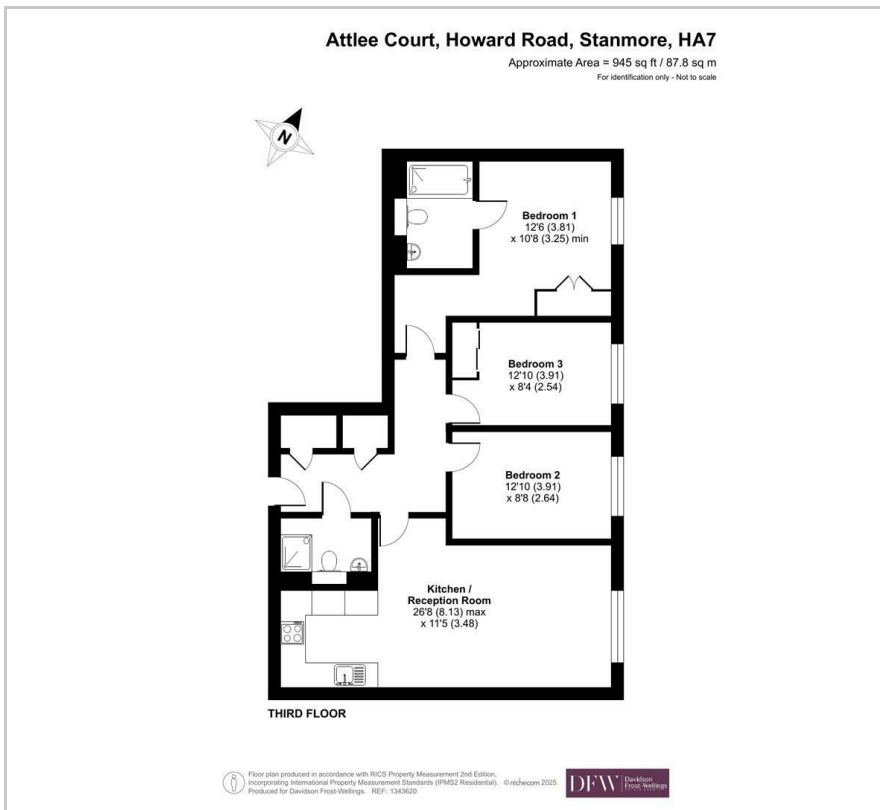 Attlee Court, Howard Road, Stanmore, HA7
Approximate Area = 945 sq ft / 87.8 sq m
For identification only - Not to scale
N
Bedroom 1
12'6 (3.81)
x 10'8 (3.25) min
Bedroom 3
12'10 (3.91)
x 8'4 (2.54)
Bedroom 2
12'10 (3.91)
x 8'8 (2.64)
Kitchen /
Reception Room
26'8 (8.13) max
x 11'5 (3.48)
THIRD FLOOR
Floor plan produced in accordance with RICS Property Measurement 2nd Edition,
Incorporating International Property Measurement Standards (IPMS2 Residential). ©ntchecom 2025.
Produced for Davidson Frost-Wellings. REF: 1343620
DFW
Davidson
Frost-Wellings